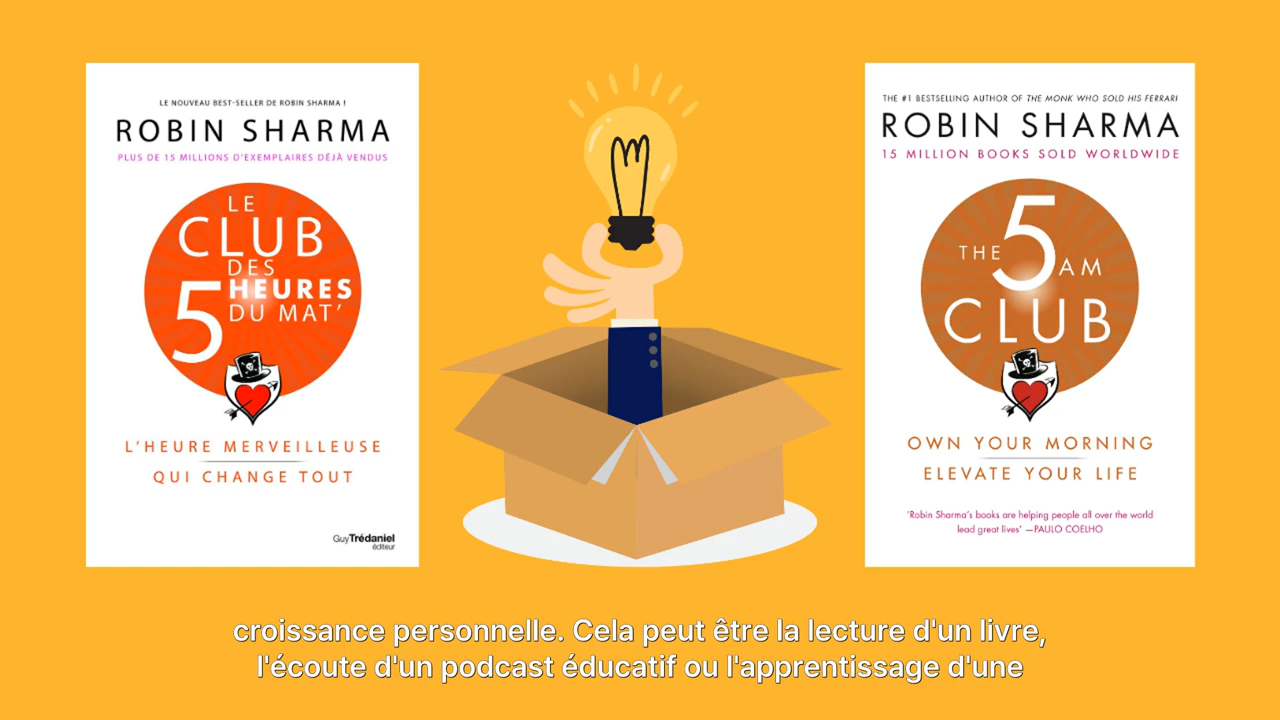 LE NOUVEAU BEST-SELLER DE ROBIN SHARMA !
ROBIN SHARMA
PLUS DE 15 MILLIONS D'EXEMPLAIRES DÉJÀ VENDUS
LE
CLUB
DES
5 HEURES
DU MAT'
L'HEURE MERVEILLEUSE
QUI CHANGE TOUT
Guy Trédaniel
éditeur
THE #1 BESTSELLING AUTHOR OF THE MONK WHO SOLD HIS FERRARI
ROBIN SHARMA
15 MILLION BOOKS SOLD WORLDWIDE
THE 5 AM
CLUB
OWN YOUR MORNING
ELEVATE YOUR LIFE
'Robin Sharma's books are helping people all over the world
lead great lives' —PAULO COELHO
croissance personnelle. Cela peut être la lecture d'un livre,
l'écoute d'un podcast éducatif ou l'apprentissage d'une